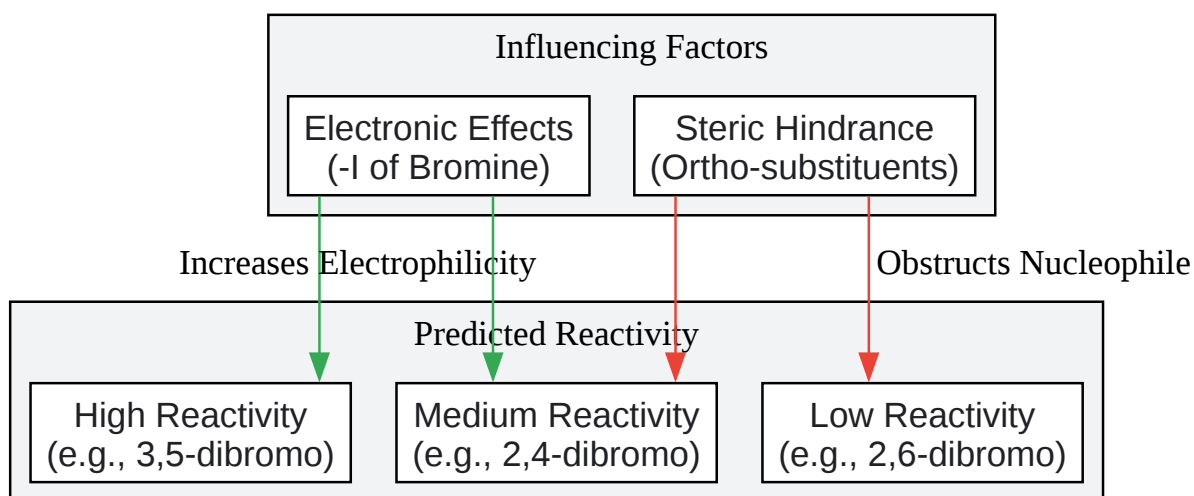 Influencing Factors
Electronic Effects
(-I of Bromine)
Steric Hindrance
(Ortho-substituents)
Increases Electrophilicity
Obstructs Nucleophile
Predicted Reactivity
High Reactivity
(e.g., 3,5-dibromo)
Medium Reactivity
(e.g., 2,4-dibromo)
Low Reactivity
(e.g., 2,6-dibromo)